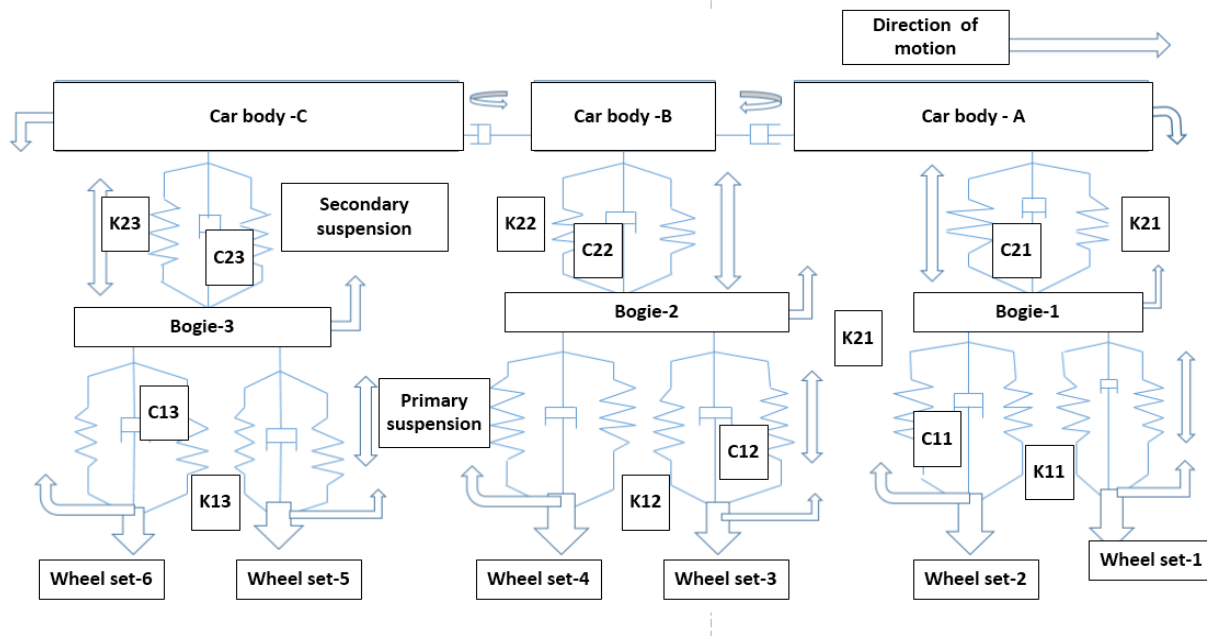 Direction of
motion
Car body -C
Car body -B
Car body - A
K23
Secondary
suspension
K22
K21
C23
C22
C21
Bogie-3
Bogie-2
Bogie-1
K21
C13
Primary
suspension
C12
C11
K13
K12
K11
Wheel set-6
Wheel set-5
Wheel set-4
Wheel set-3
Wheel set-2
Wheel set-1